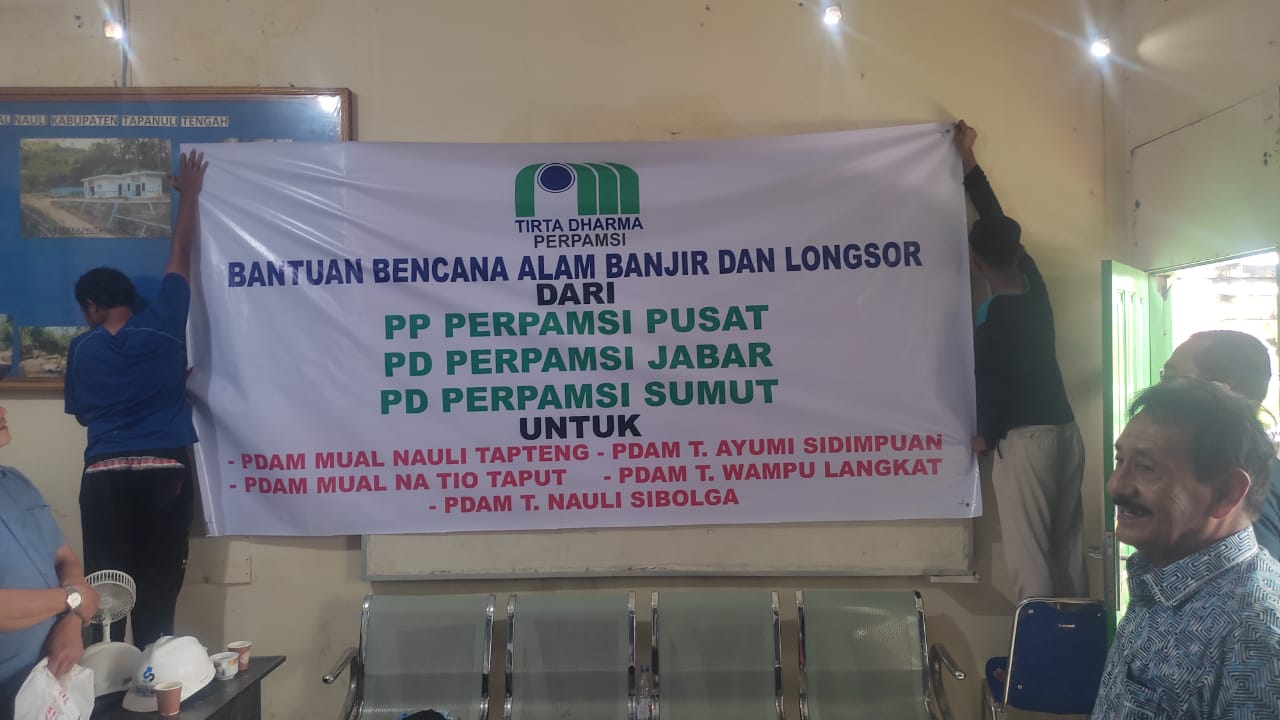 NAULI KABUPATEN TAPANULI TENGAH
TIRTA DHARMA
PERPAMSI
BANTUAN BENCANA ALAM BANJIR DAN LONGSOR
DARI
PP PERPAMSI PUSAT
PD PERPAMSI JABAR
PD PERPAMSI SUMUT
UNTUK
- PDAM MUAL NAULI TAPTENG - PDAM T. AYUMI SIDIMPUAN
- PDAM MUAL NA TIO TAPUT - PDAM T. WAMPU LANGKAT
- PDAM T. NAULI SIBOLGA